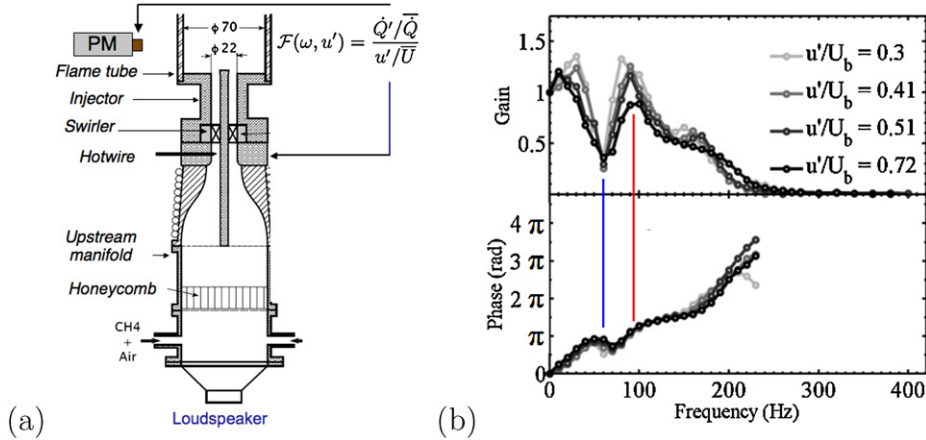 PM
ϕ70
ϕ22
F(ω, u′) = Q̇′/Q̇ / u′/U
Flame tube
Injector
Swirler
Hotwire
Upstream manifold
Honeycomb
CH4
+
Air
Loudspeaker
(a)
1.5
1
0.5
Gain
u'/U_b = 0.3
u'/U_b = 0.41
u'/U_b = 0.51
u'/U_b = 0.72
4 π
3 π
2 π
π
0
Phase (rad)
0 100 200 300 400
Frequency (Hz)
(b)